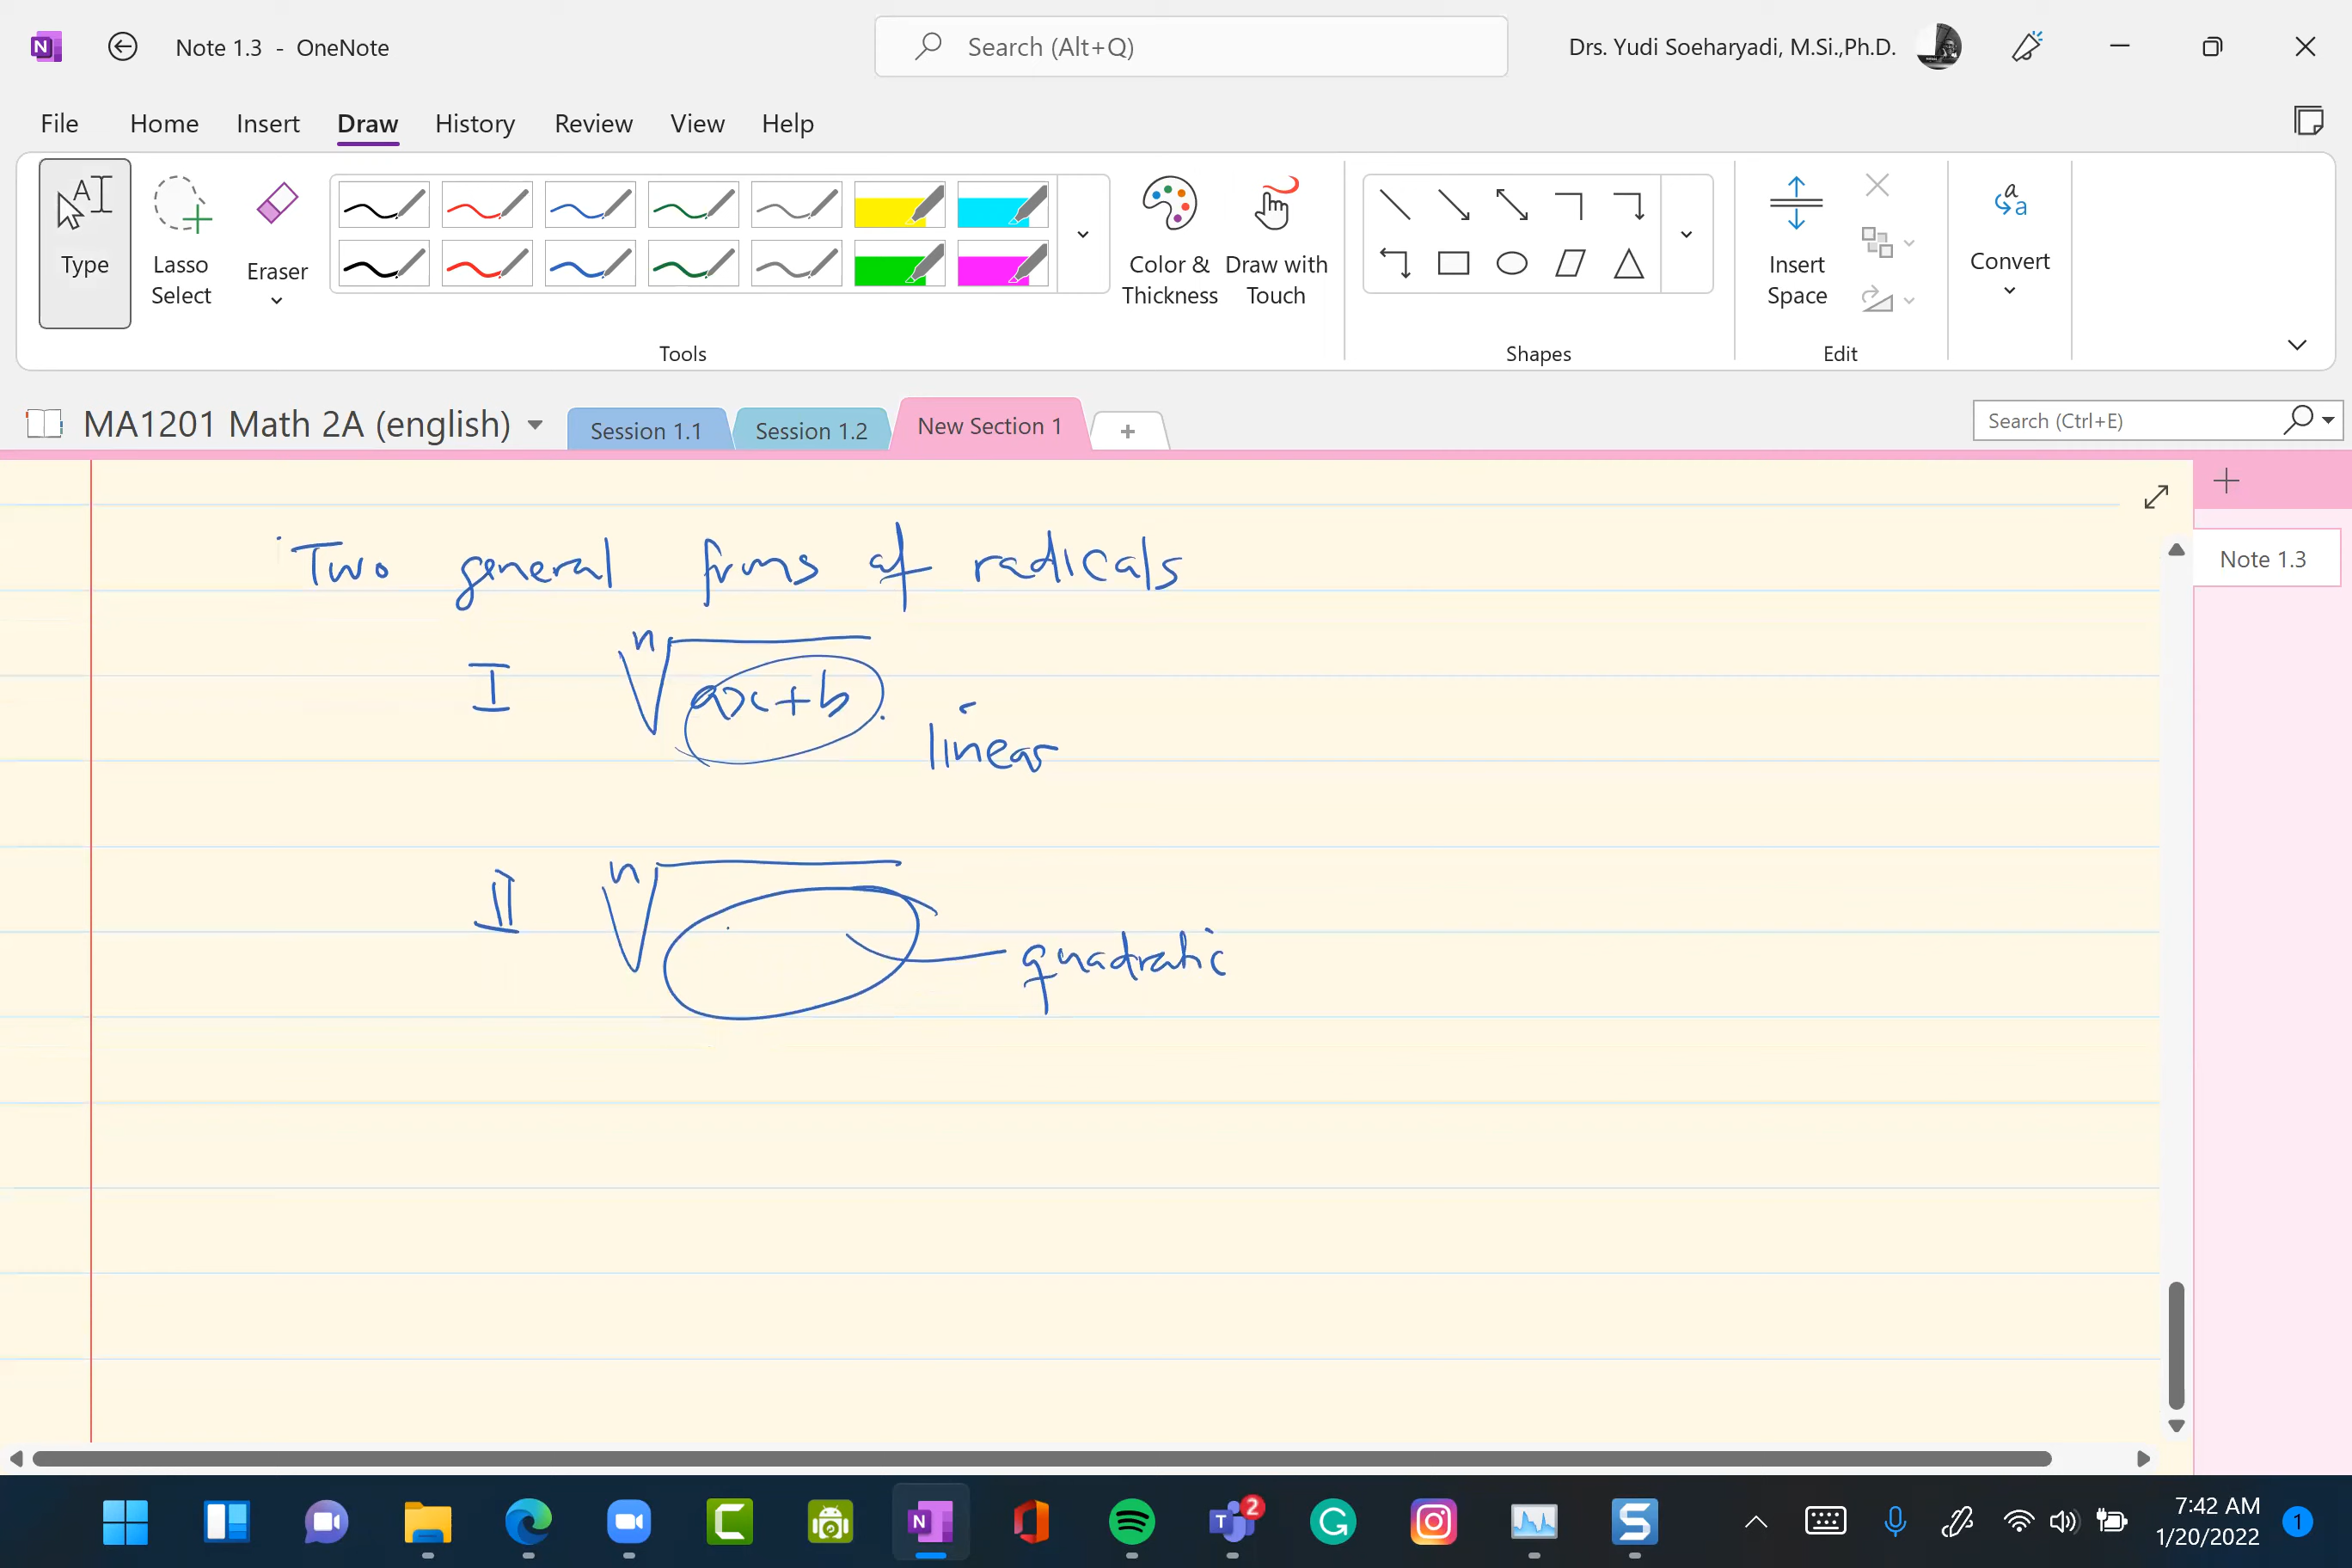 Note 1.3 - OneNote
Search (Alt+Q)
Drs. Yudi Soeharyadi, M.Si.,Ph.D.
File Home Insert Draw History Review View Help
Type
Lasso Select
Eraser
Color & Thickness
Draw with Touch
Insert Space
Convert
Tools
Shapes
Edit
MA1201 Math 2A (english)
Session 1.1
Session 1.2
New Section 1
Search (Ctrl+E)
Note 1.3
Two general forms of radicals
I ⁿ√ax+b
linear
II ⁿ√
quadratic
2
7:42 AM
1/20/2022
1